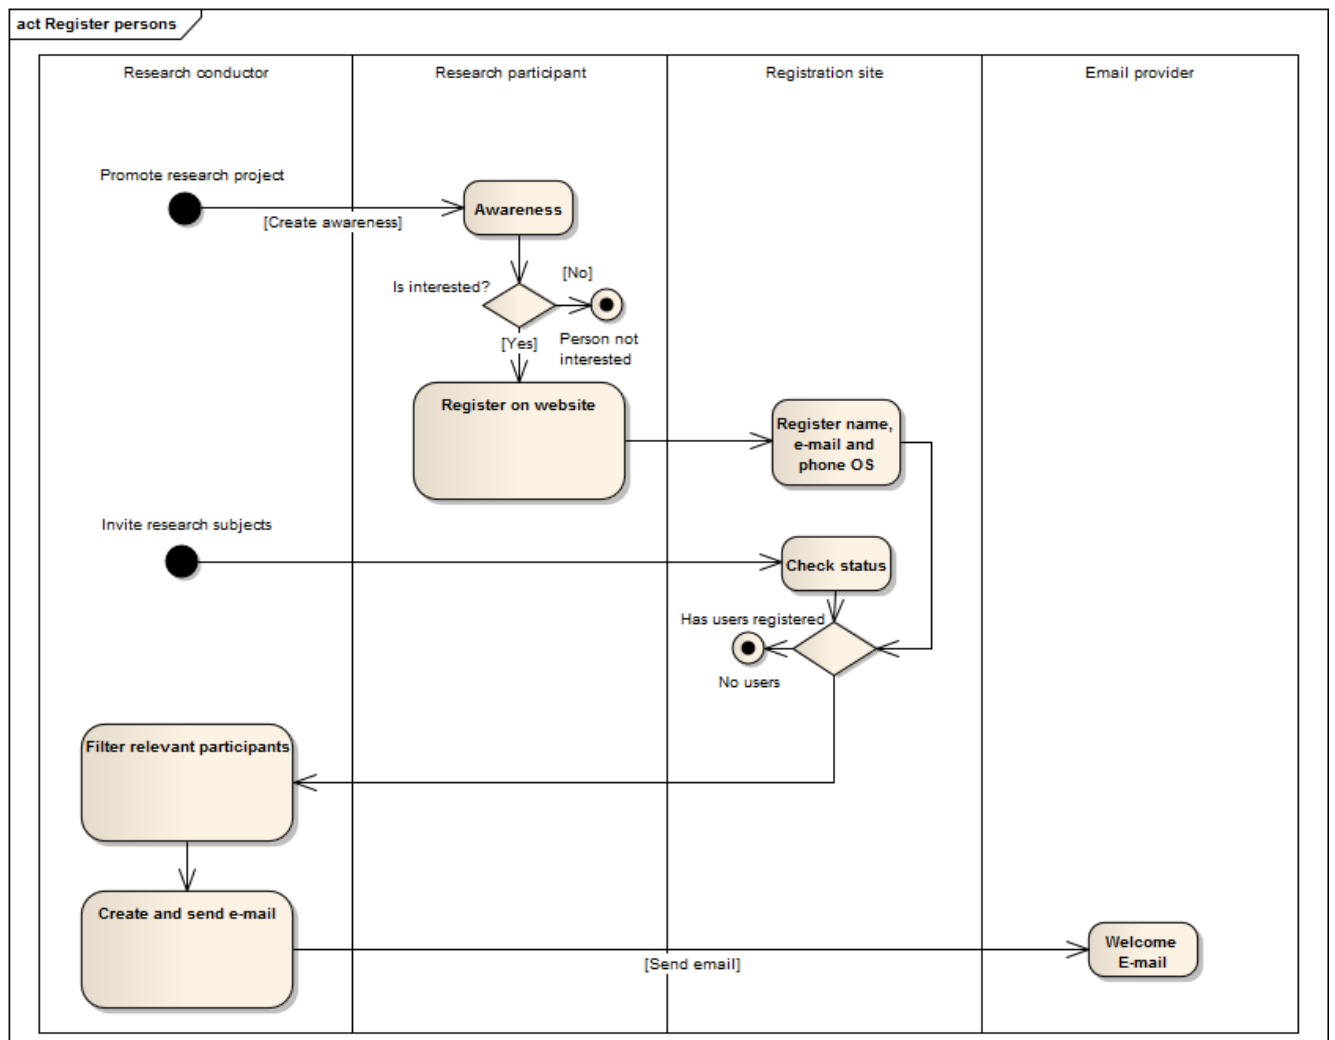 act Register persons
Research conductor
Research participant
Registration site
Email provider
Promote research project
[Create awareness]
Awareness
Is interested?
[No]
[Yes]
Person not
interested
Register on website
Register name,
e-mail and
phone OS
Invite research subjects
Check status
Has users registered
No users
Filter relevant participants
Create and send e-mail
[Send email]
Welcome
E-mail